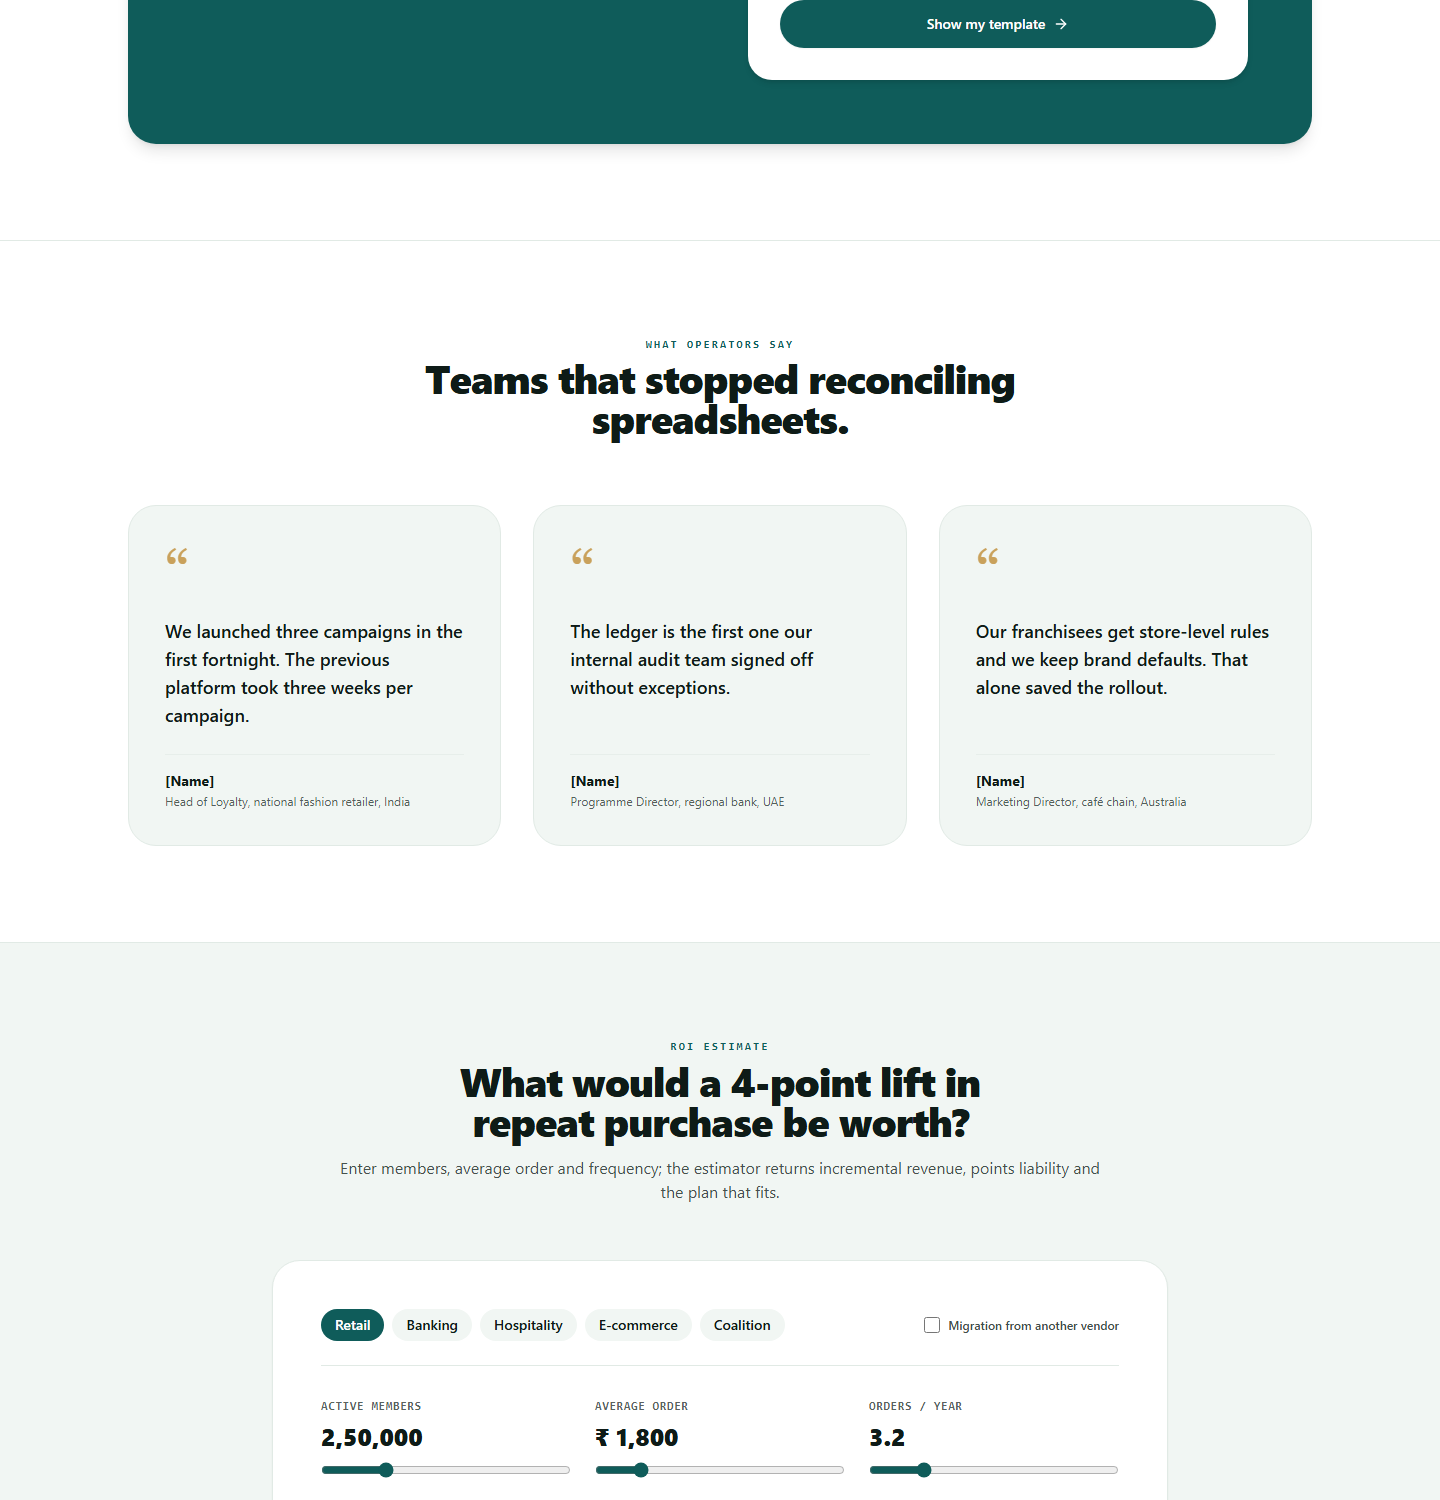 Show my template →
WHAT OPERATORS SAY
Teams that stopped reconciling
spreadsheets.
“
We launched three campaigns in the
first fortnight. The previous
platform took three weeks per
campaign.
[Name]
Head of Loyalty, national fashion retailer, India
“
The ledger is the first one our
internal audit team signed off
without exceptions.
[Name]
Programme Director, regional bank, UAE
“
Our franchisees get store-level rules
and we keep brand defaults. That
alone saved the rollout.
[Name]
Marketing Director, café chain, Australia
ROI ESTIMATE
What would a 4-point lift in
repeat purchase be worth?
Enter members, average order and frequency; the estimator returns incremental revenue, points liability and
the plan that fits.
Retail Banking Hospitality E-commerce Coalition Migration from another vendor
ACTIVE MEMBERS AVERAGE ORDER ORDERS / YEAR
2,50,000 ₹ 1,800 3.2